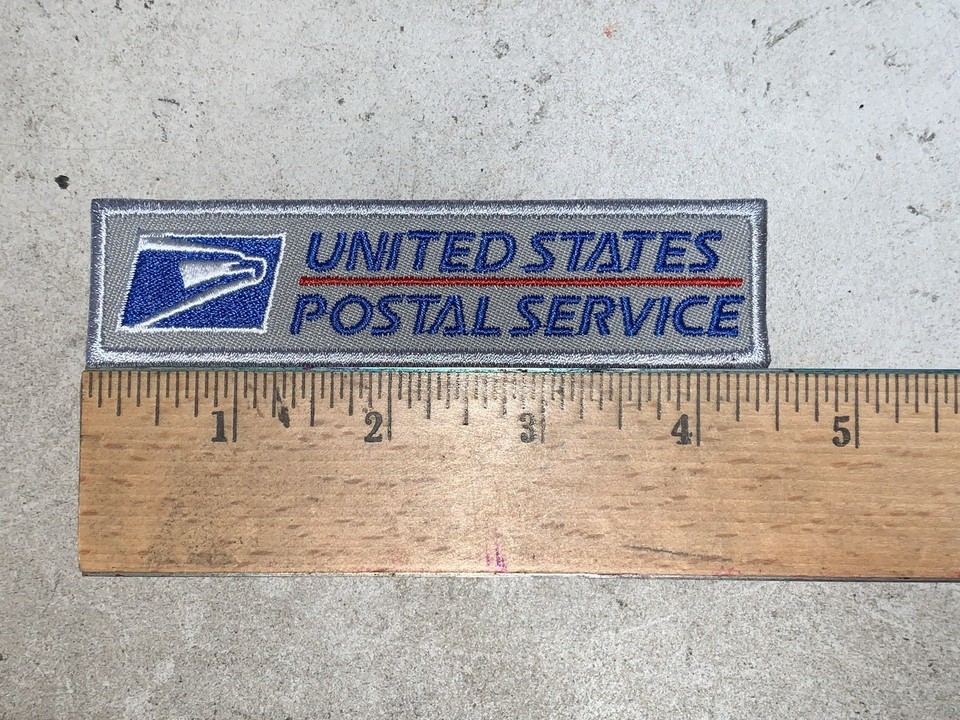 UNITED STATES
POSTAL SERVICE
1 2 3 4 5